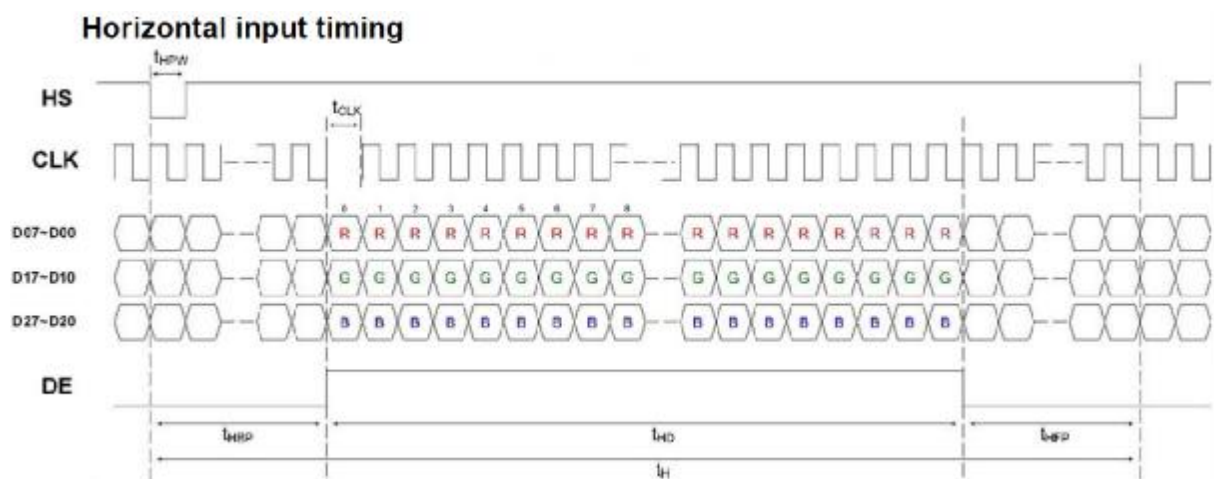 Horizontal input timing
tHPW
HS
tCLK
CLK
0 1 2 3 4 5 6 7 8
D07~D00 R R R R R R R R R R R R R R R R R
D17~D10 G G G G G G G G G G G G G G G G G
D27~D20 B B B B B B B B B B B B B B B B B
DE
tHBP tHD tHFP
tH